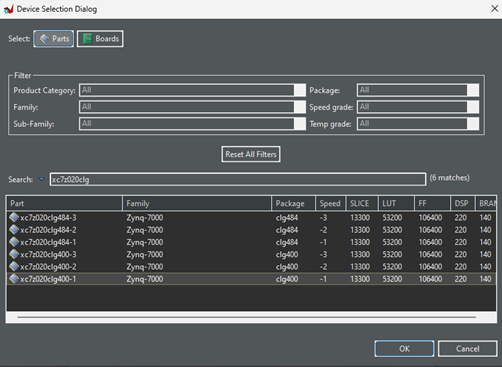 Device Selection Dialog
Select: Parts Boards
Filter
Product Category: All Package: All
Family: All Speed grade: All
Sub-Family: All Temp grade: All
Reset All Filters
Search: xc7z020clg (6 matches)
Part Family Package Speed SLICE LUT FF DSP BRAM
xc7z020clg484-3 Zynq-7000 clg484 -3 13300 53200 106400 220 140
xc7z020clg484-2 Zynq-7000 clg484 -2 13300 53200 106400 220 140
xc7z020clg484-1 Zynq-7000 clg484 -1 13300 53200 106400 220 140
xc7z020clg400-3 Zynq-7000 clg400 -3 13300 53200 106400 220 140
xc7z020clg400-2 Zynq-7000 clg400 -2 13300 53200 106400 220 140
xc7z020clg400-1 Zynq-7000 clg400 -1 13300 53200 106400 220 140
OK Cancel